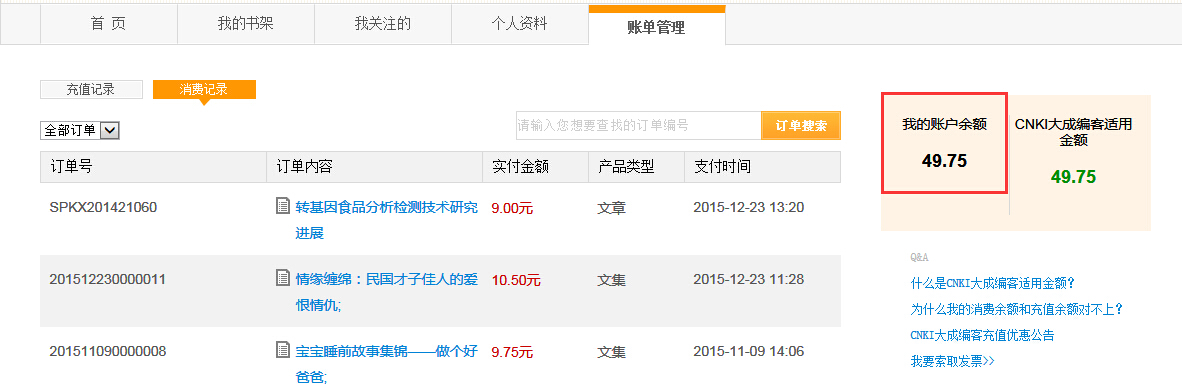 首 页
我的书架
我关注的
个人资料
账单管理
充值记录
消费记录
全部订单
请输入您想要查找的订单编号
订单搜索
订单号
订单内容
实付金额
产品类型
支付时间
SPKX201421060
转基因食品分析检测技术研究
进展
9.00元
文章
2015-12-23 13:20
201512230000011
情缘缠绵：民国才子佳人的爱
恨情仇;
10.50元
文集
2015-12-23 11:28
201511090000008
宝宝睡前故事集锦——做个好
爸爸;
9.75元
文集
2015-11-09 14:06
我的账户余额
49.75
CNKI大成编客适用
金额
49.75
Q&A
什么是CNKI大成编客适用金额?
为什么我的消费余额和充值余额对不上?
CNKI大成编客充值优惠公告
我要索取发票>>